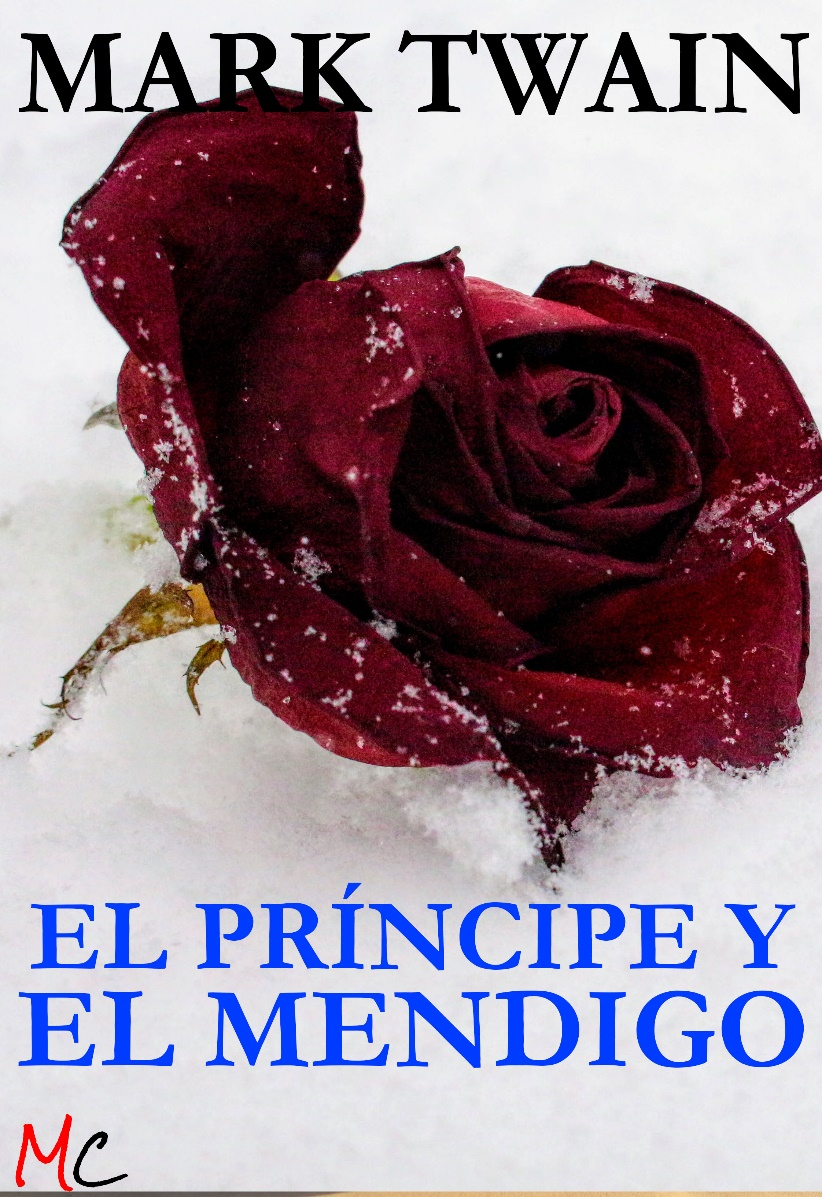 MARK TWAIN
EL PRÍNCIPE Y
EL MENDIGO
MC